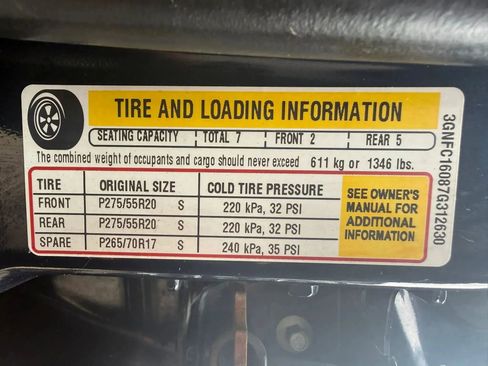 TIRE AND LOADING INFORMATION
SEATING CAPACITY TOTAL 7 FRONT 2 REAR 5
The combined weight of occupants and cargo should never exceed 611 kg or 1346 lbs.
TIRE ORIGINAL SIZE COLD TIRE PRESSURE
FRONT P275/55R20 S 220 kPa, 32 PSI
REAR P275/55R20 S 220 kPa, 32 PSI
SPARE P265/70R17 S 240 kPa, 35 PSI
SEE OWNER'S
MANUAL FOR
ADDITIONAL
INFORMATION
3GNFC16087G312630